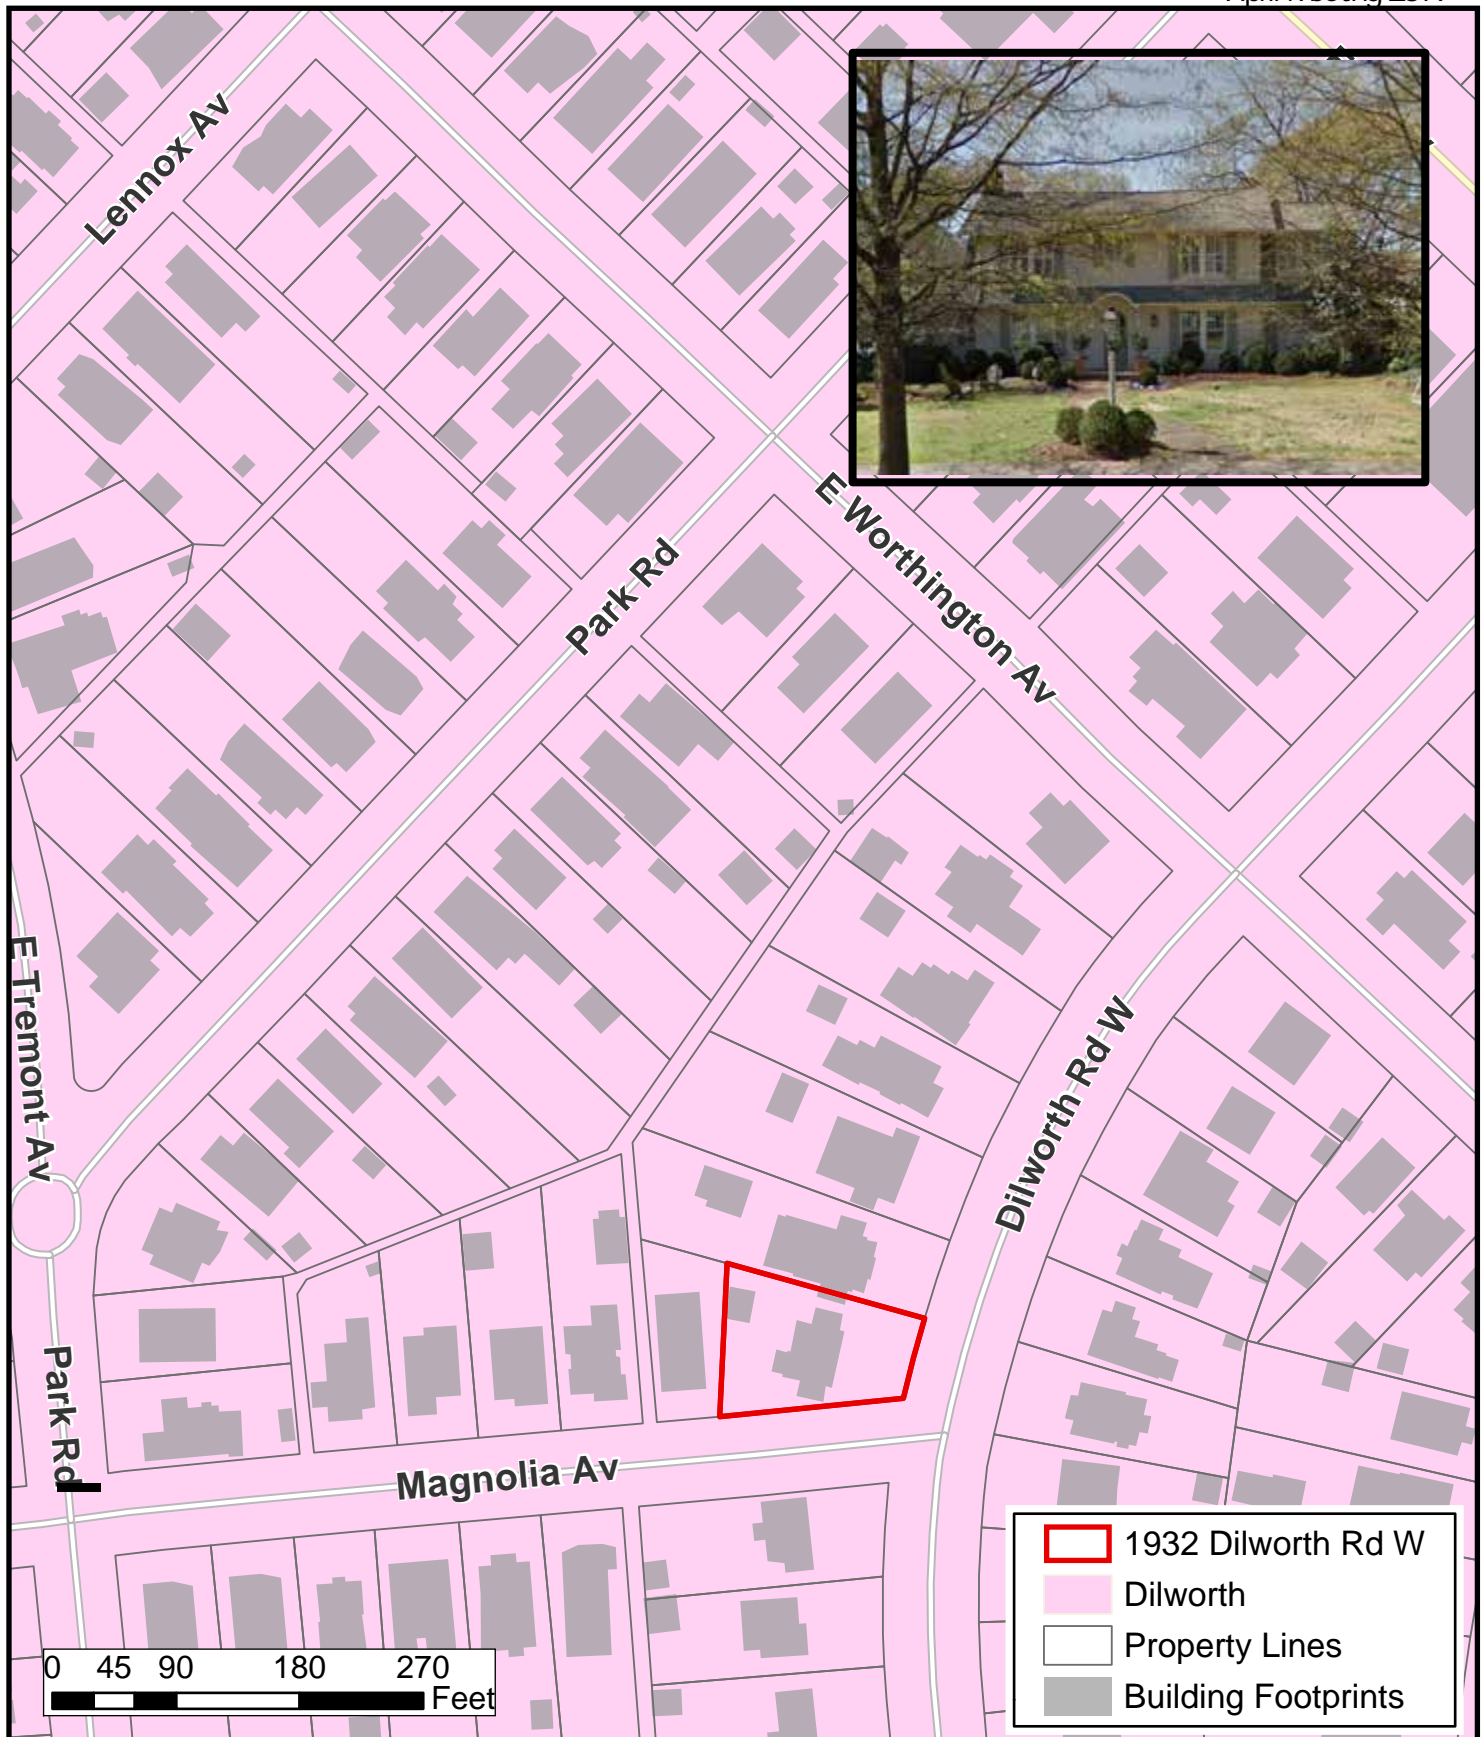 Lennox Av
E Worthington Av
Park Rd
Dilworth Rd W
E Tremont Av
Park Rd
Magnolia Av
1932 Dilworth Rd W
Dilworth
Property Lines
Building Footprints
0 45 90 180 270
Feet